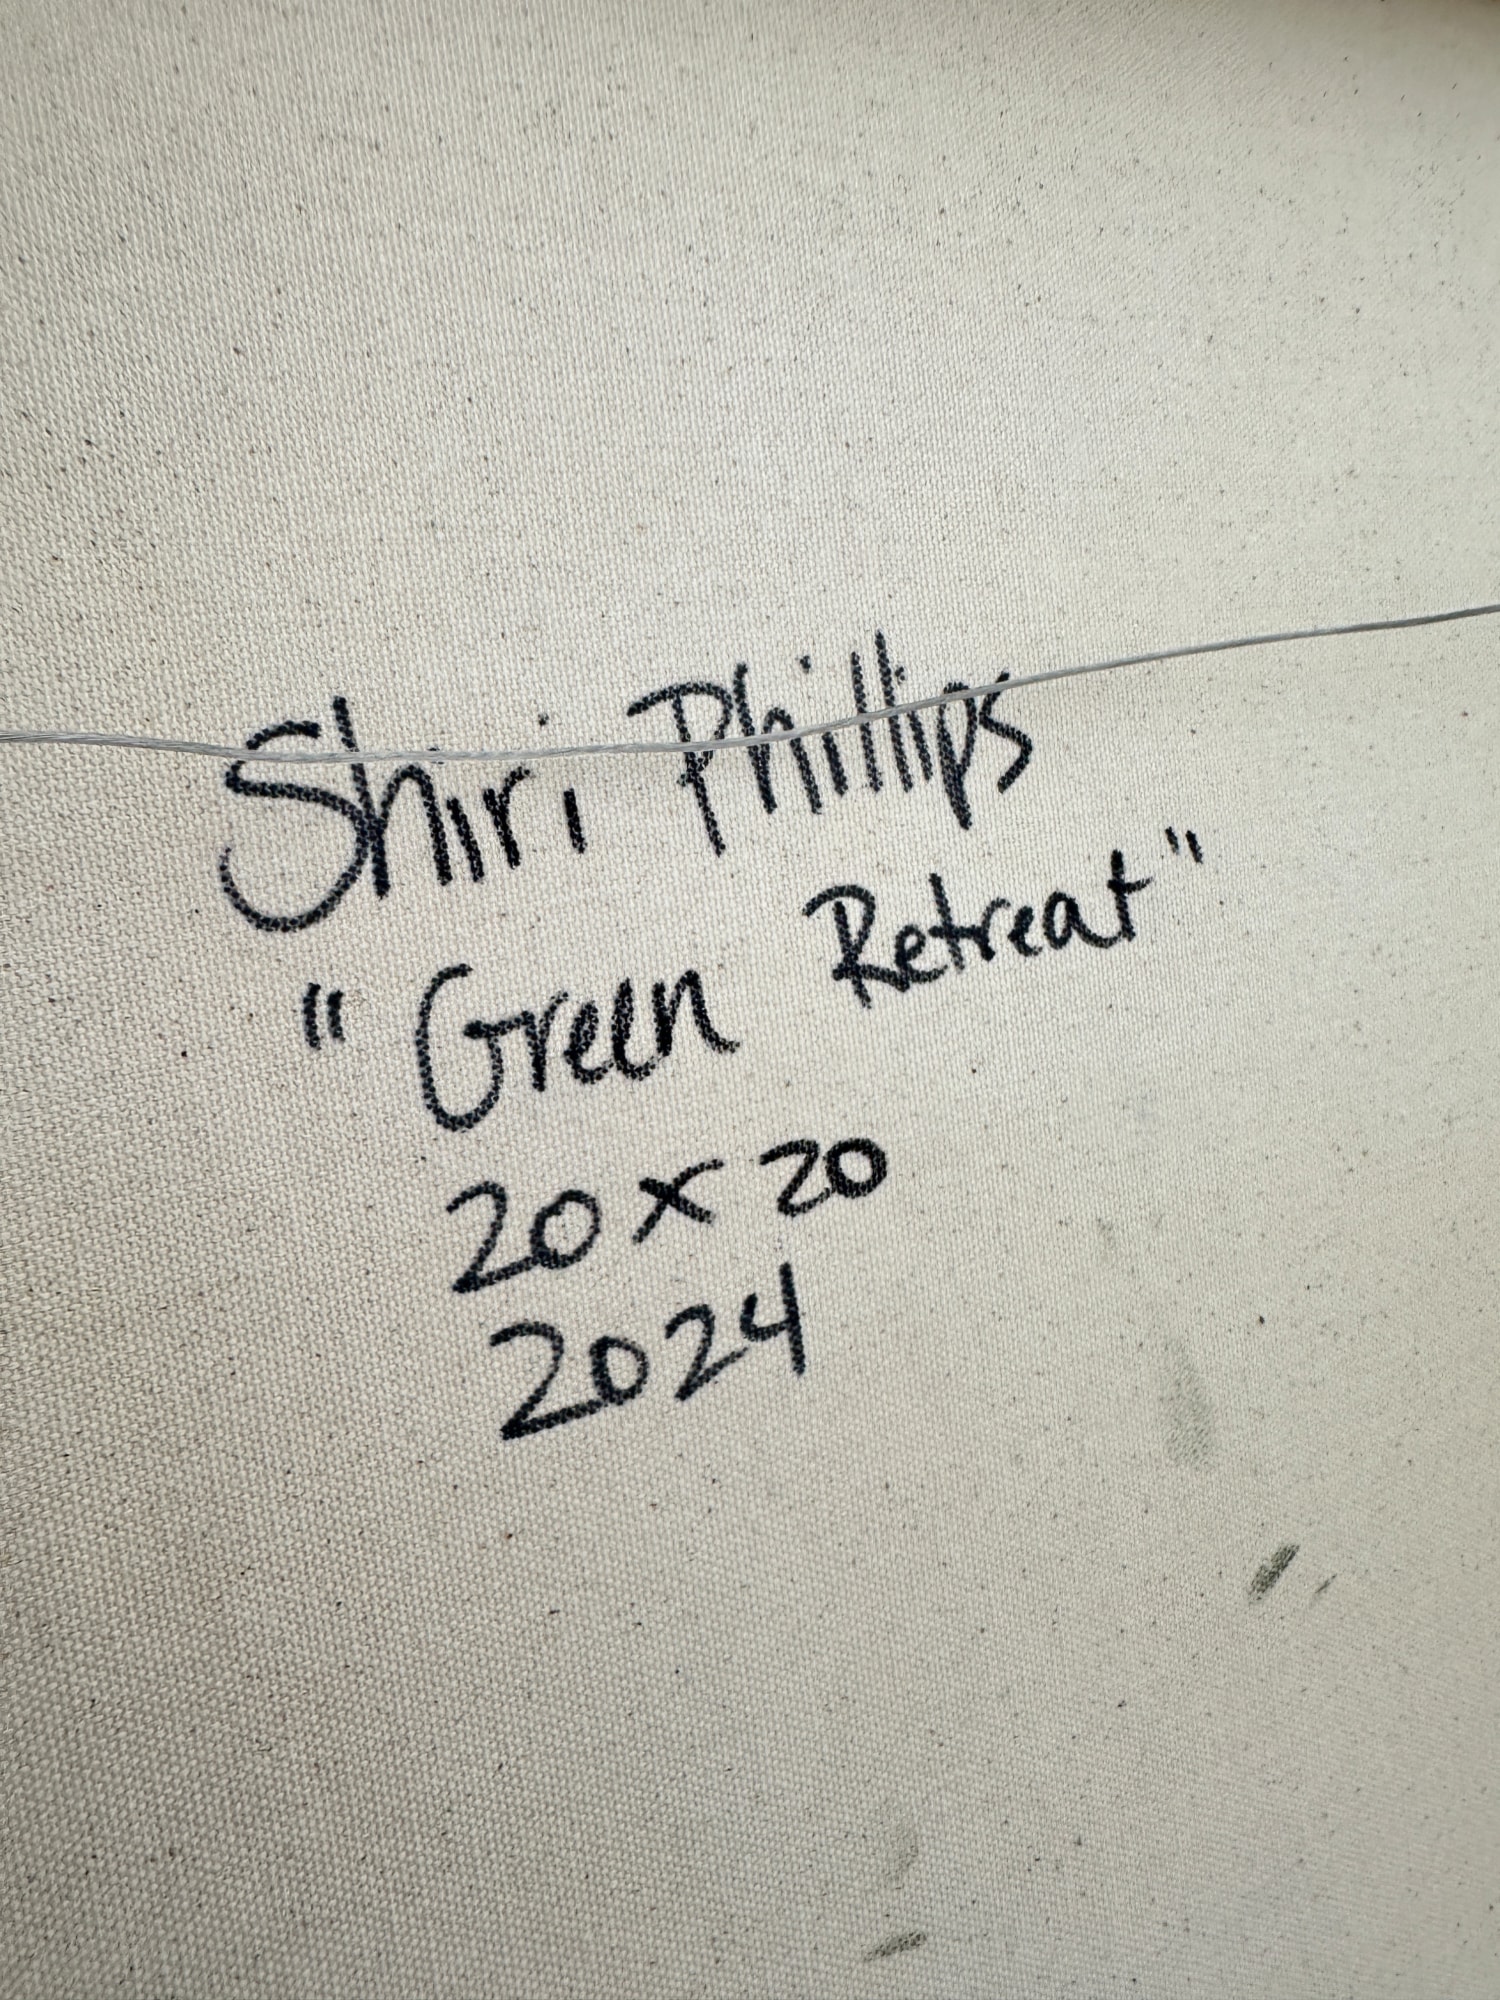 Shiri Phillips
"Green Retreat"
20 x 20
2024